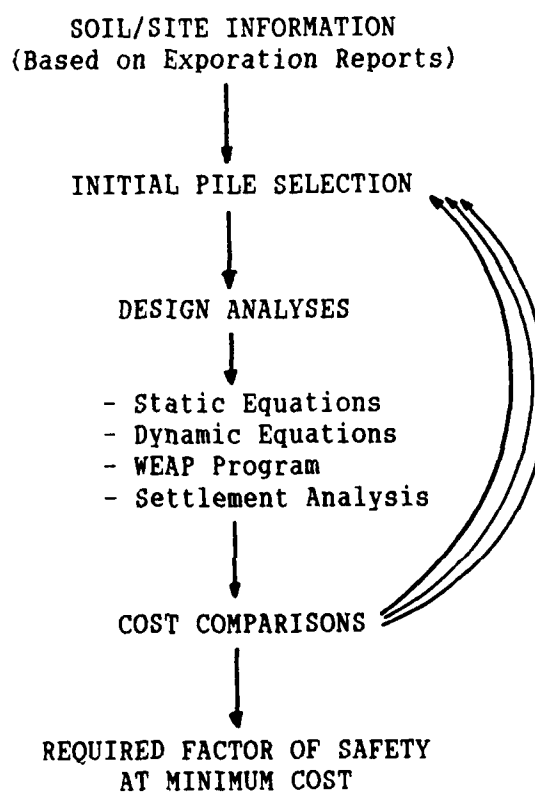 SOIL/SITE INFORMATION
(Based on Exporation Reports)
INITIAL PILE SELECTION
DESIGN ANALYSES
- Static Equations
- Dynamic Equations
- WEAP Program
- Settlement Analysis
COST COMPARISONS
REQUIRED FACTOR OF SAFETY
AT MINIMUM COST